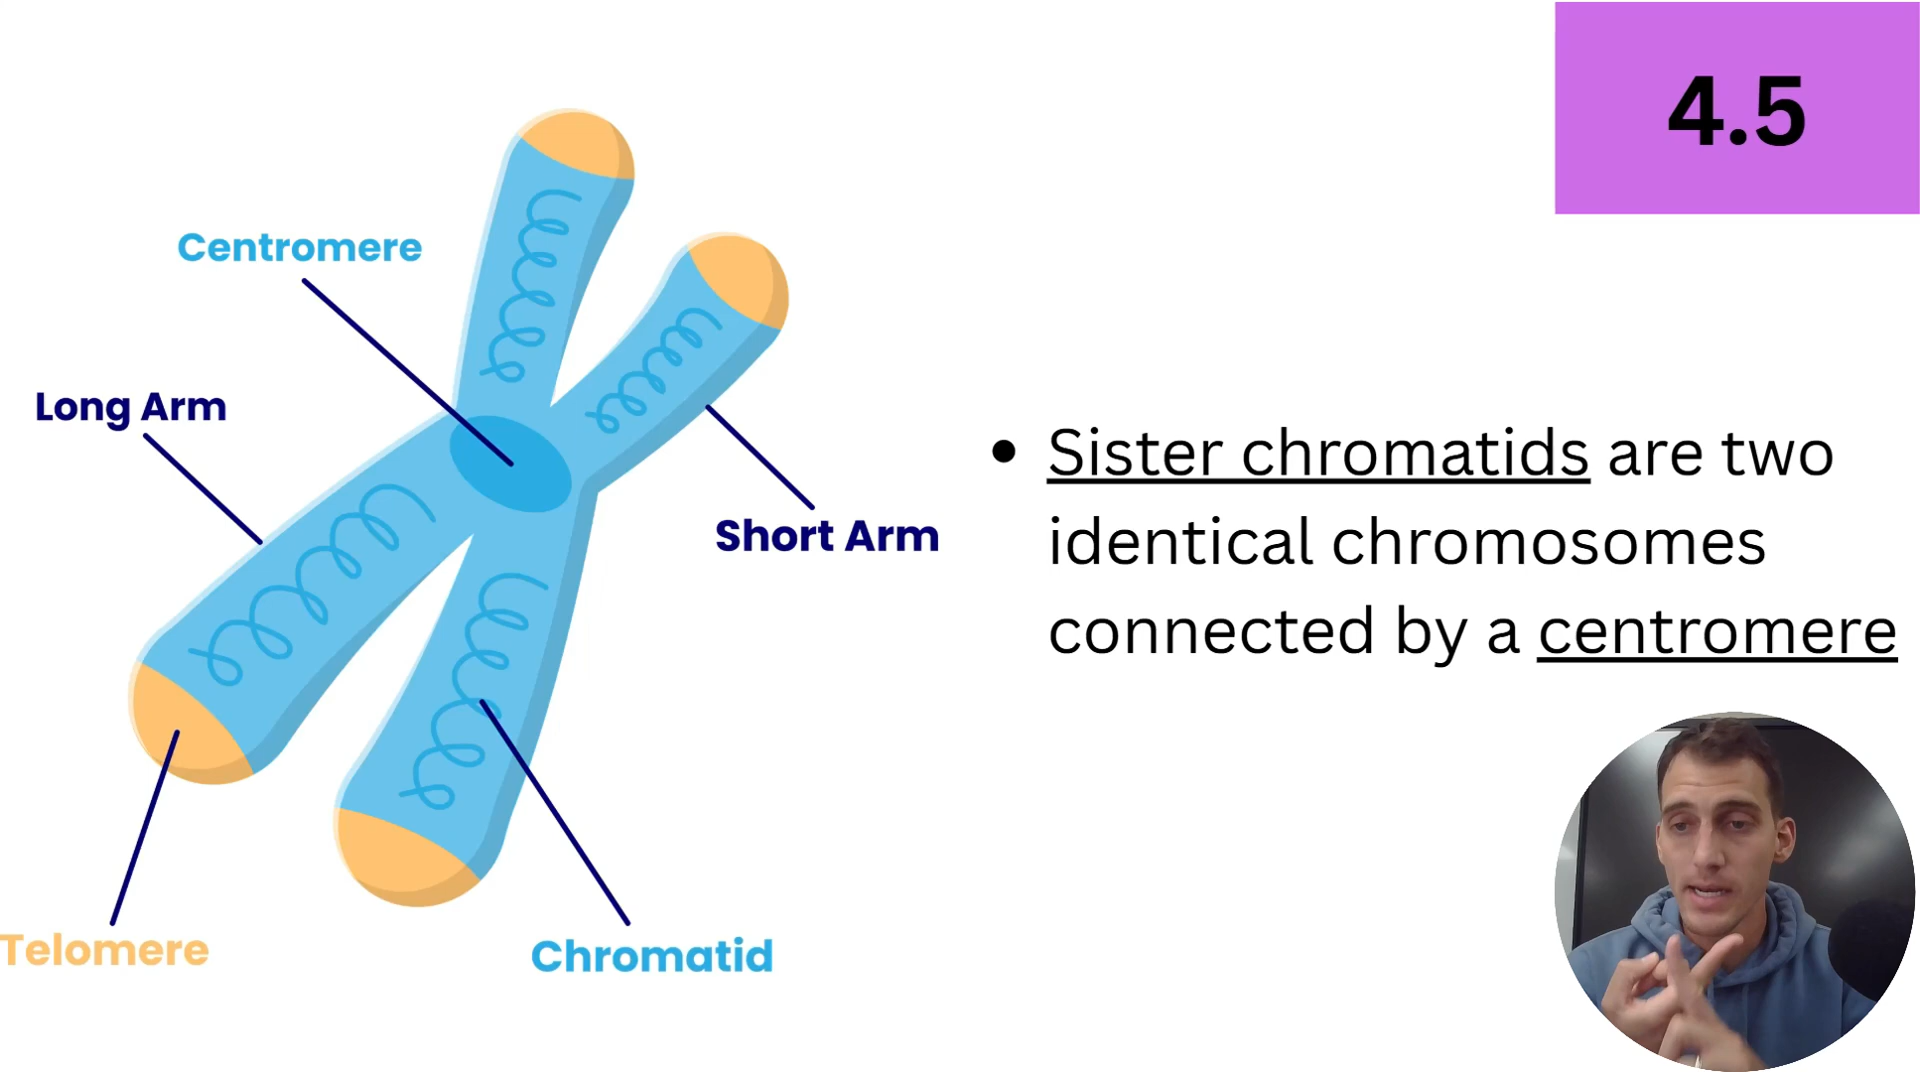 4.5
Centromere
Long Arm
Short Arm
Telomere
Chromatid
• Sister chromatids are two
identical chromosomes
connected by a centromere